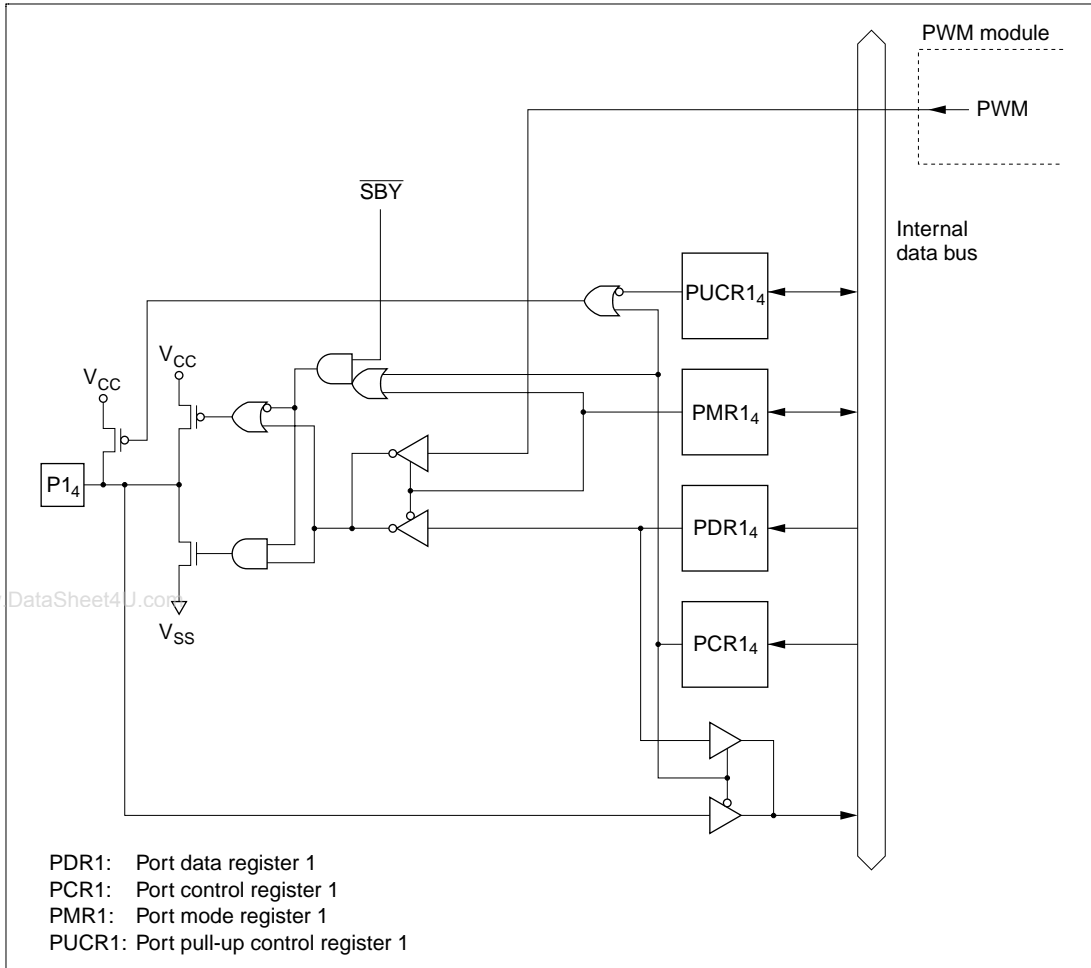 PWM module
PWM
SBY
Internal
data bus
PUCR1₄
VCC
VCC
PMR1₄
P1₄
PDR1₄
.DataSheet4U.com
VSS
PCR1₄
PDR1: Port data register 1
PCR1: Port control register 1
PMR1: Port mode register 1
PUCR1: Port pull-up control register 1